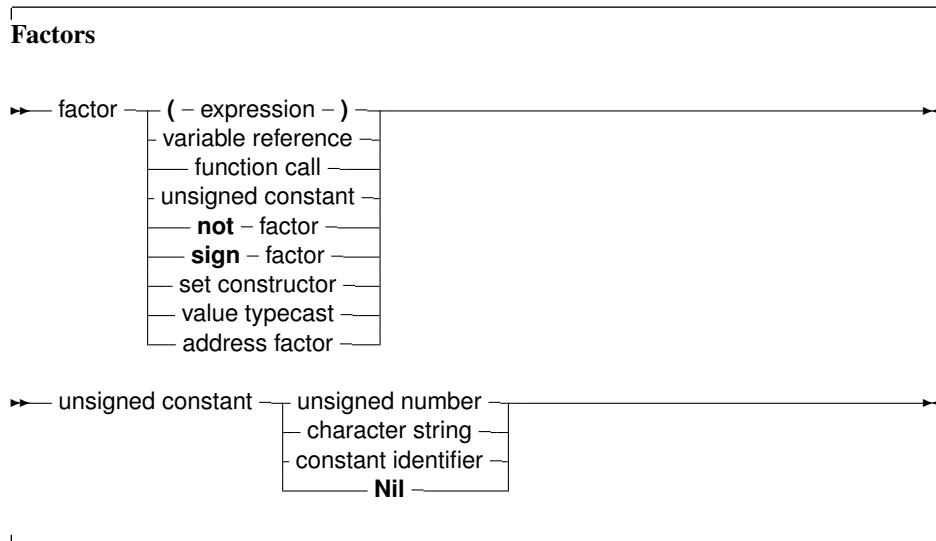 Factors
factor ( expression )
variable reference
function call
unsigned constant
not factor
sign factor
set constructor
value typecast
address factor
unsigned constant unsigned number
character string
constant identifier
Nil